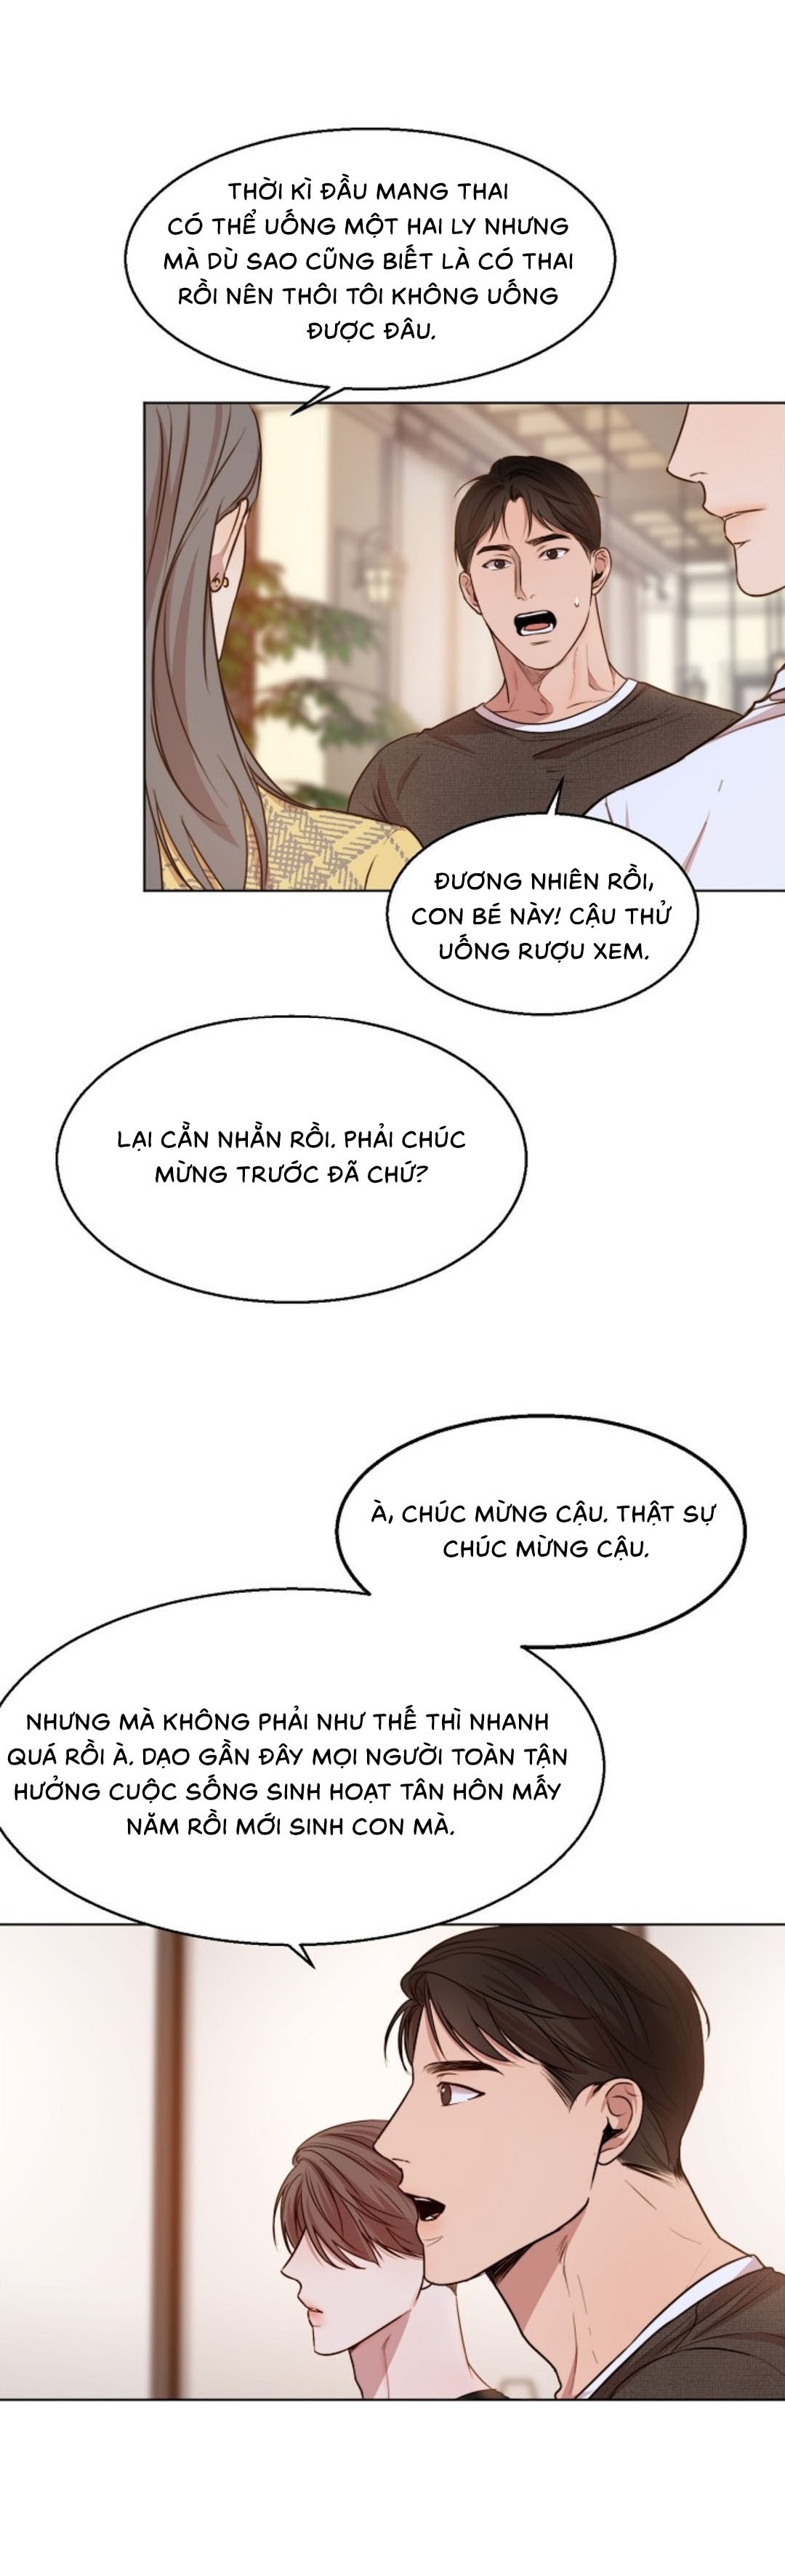 THỜI KÌ ĐẦU MANG THAI
CÓ THỂ UỐNG MỘT HAI LY NHƯNG
MÀ DÙ SAO CŨNG BIẾT LÀ CÓ THAI
RỒI NÊN THÔI TÔI KHÔNG UỐNG
ĐƯỢC ĐÂU.
ĐƯƠNG NHIÊN RỒI,
CON BÉ NÀY! CẬU THỬ
UỐNG RƯỢU XEM.
LẠI CẰN NHẰN RỒI. PHẢI CHÚC
MỪNG TRƯỚC ĐÃ CHỨ?
À, CHÚC MỪNG CẬU. THẬT SỰ
CHÚC MỪNG CẬU.
NHƯNG MÀ KHÔNG PHẢI NHƯ THẾ THÌ NHANH
QUÁ RỒI À. DẠO GẦN ĐÂY MỌI NGƯỜI TOÀN TẬN
HƯỞNG CUỘC SỐNG SINH HOẠT TÂN HÔN MẤY
NĂM RỒI MỚI SINH CON MÀ.